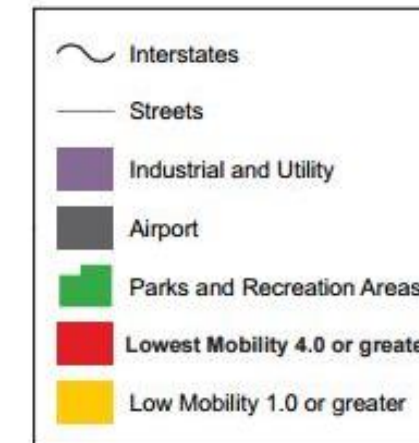 Interstates
Streets
Industrial and Utility
Airport
Parks and Recreation Areas
Lowest Mobility 4.0 or greate
Low Mobility 1.0 or greater